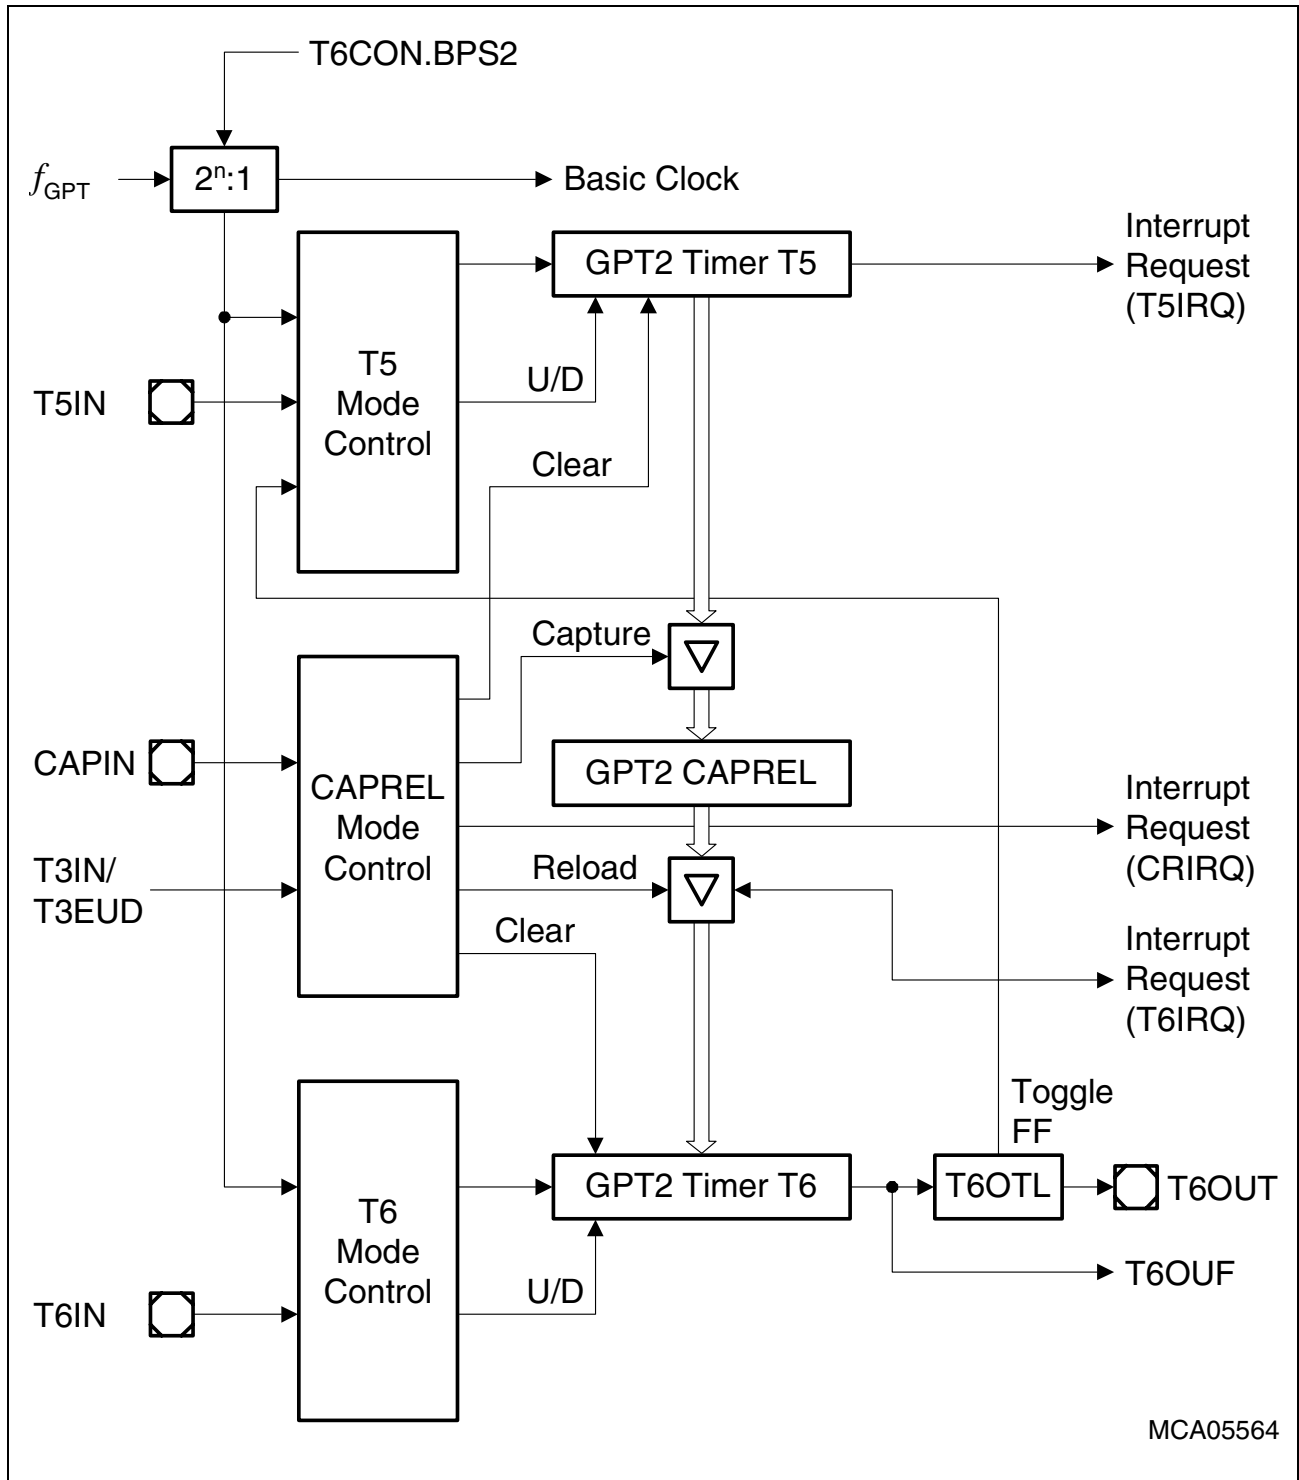 T6CON.BPS2
fGPT
2n:1
Basic Clock
Interrupt
Request
(T5IRQ)
GPT2 Timer T5
T5
Mode
Control
U/D
T5IN
Clear
Capture
CAPIN
CAPREL
Mode
Control
GPT2 CAPREL
Interrupt
Request
(CRIRQ)
T3IN/
T3EUD
Reload
Clear
Interrupt
Request
(T6IRQ)
Toggle
FF
GPT2 Timer T6
T6OTL
T6OUT
T6
Mode
Control
U/D
T6OUF
T6IN
MCA05564